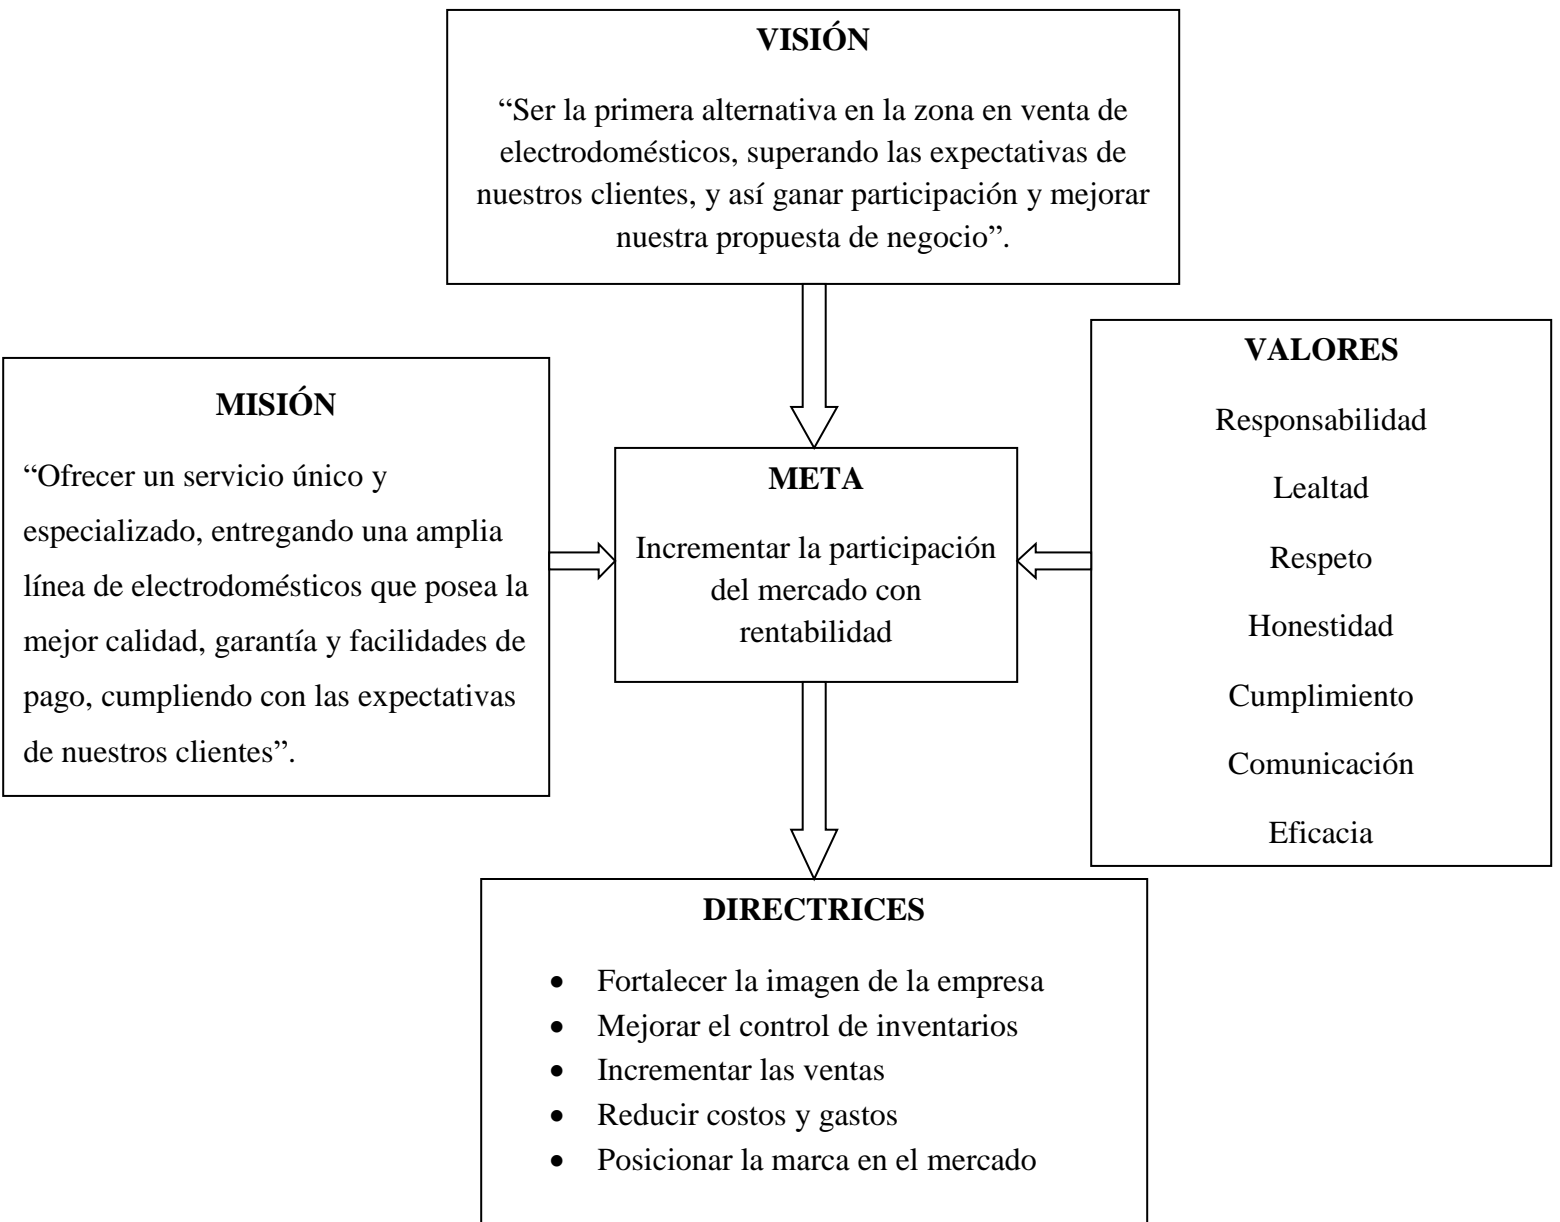 VISIÓN
“Ser la primera alternativa en la zona en venta de
electrodomésticos, superando las expectativas de
nuestros clientes, y así ganar participación y mejorar
nuestra propuesta de negocio”.
MISIÓN
“Ofrecer un servicio único y
especializado, entregando una amplia
línea de electrodomésticos que posea la
mejor calidad, garantía y facilidades de
pago, cumpliendo con las expectativas
de nuestros clientes”.
META
Incrementar la participación
del mercado con
rentabilidad
VALORES
Responsabilidad
Lealtad
Respeto
Honestidad
Cumplimiento
Comunicación
Eficacia
DIRECTRICES
• Fortalecer la imagen de la empresa
• Mejorar el control de inventarios
• Incrementar las ventas
• Reducir costos y gastos
• Posicionar la marca en el mercado